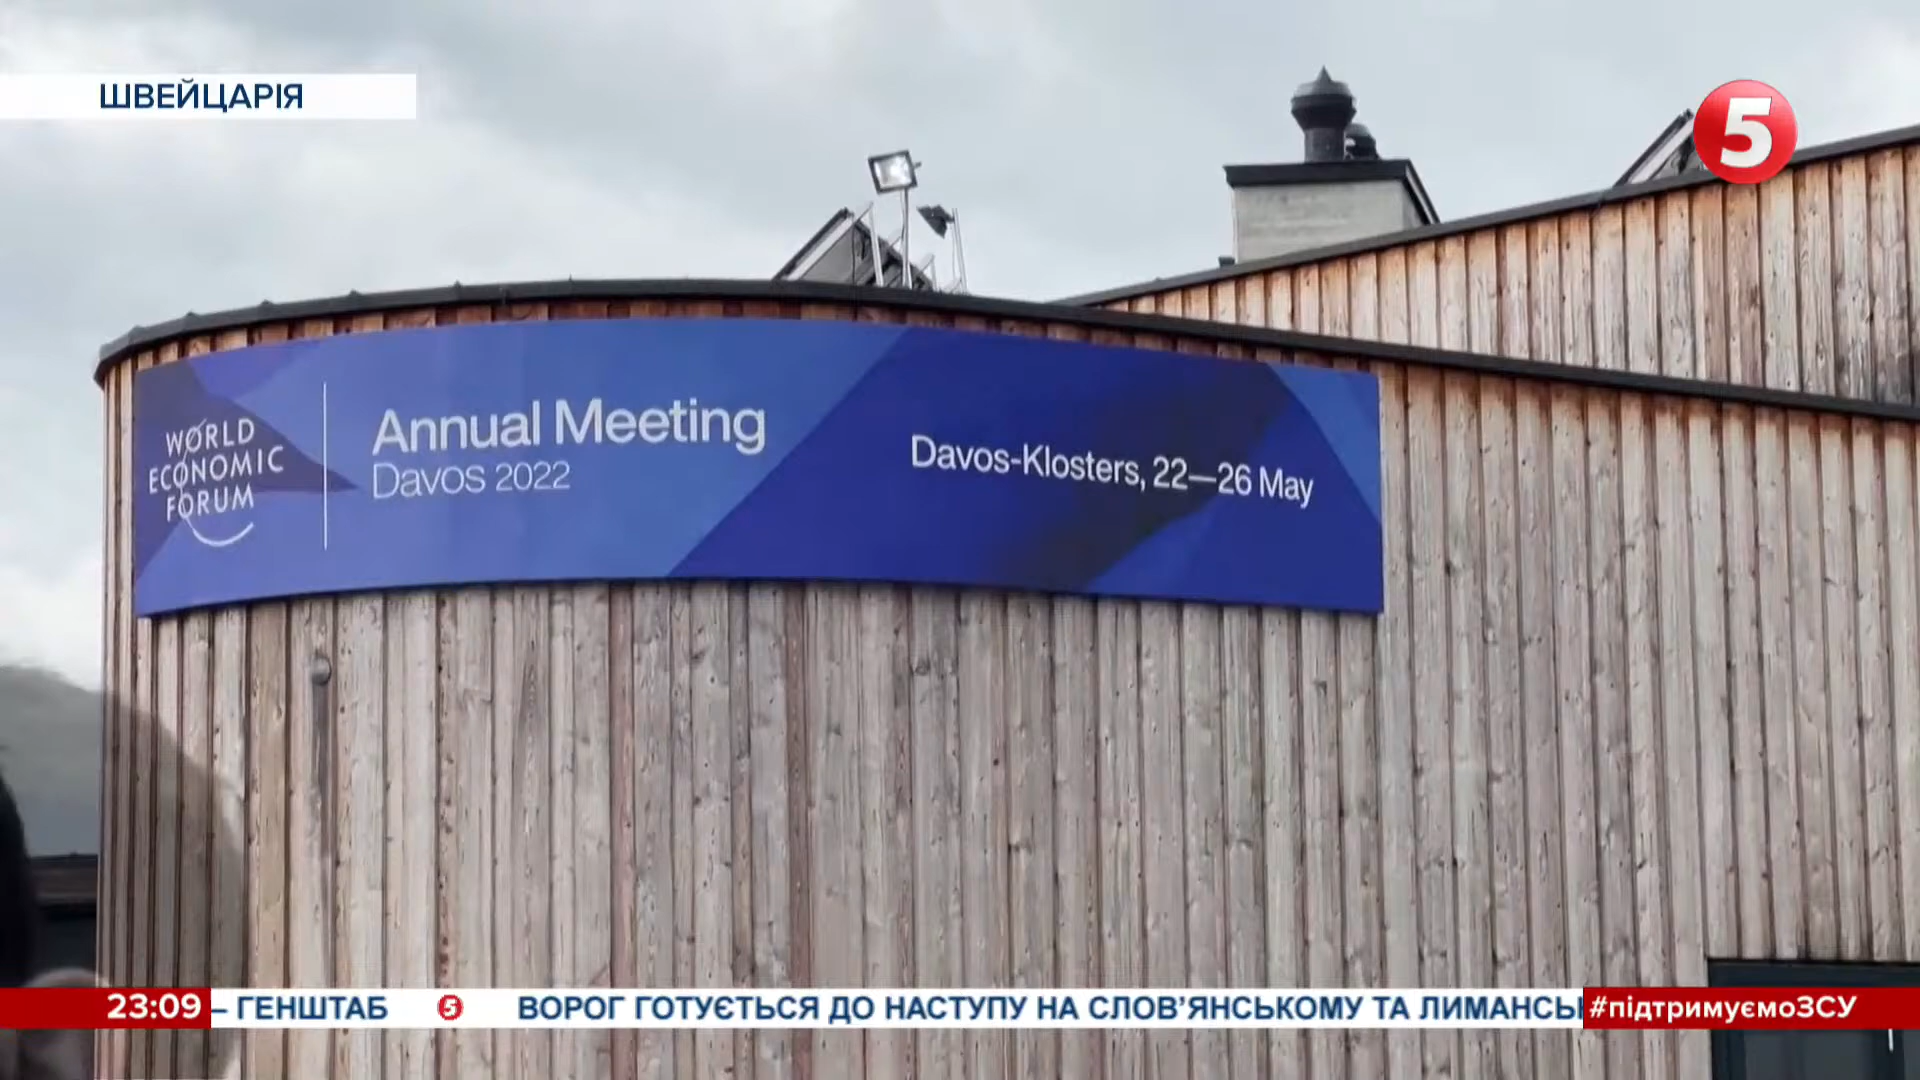 ШВЕЙЦАРІЯ
5
WORLD
ECONOMIC
FORUM
Annual Meeting
Davos 2022
Davos-Klosters, 22—26 May
23:09
– ГЕНШТАБ 5 ВОРОГ ГОТУЄТЬСЯ ДО НАСТУПУ НА СЛОВ’ЯНСЬКОМУ ТА ЛИМАНСЬ
#підтримуємоЗСУ